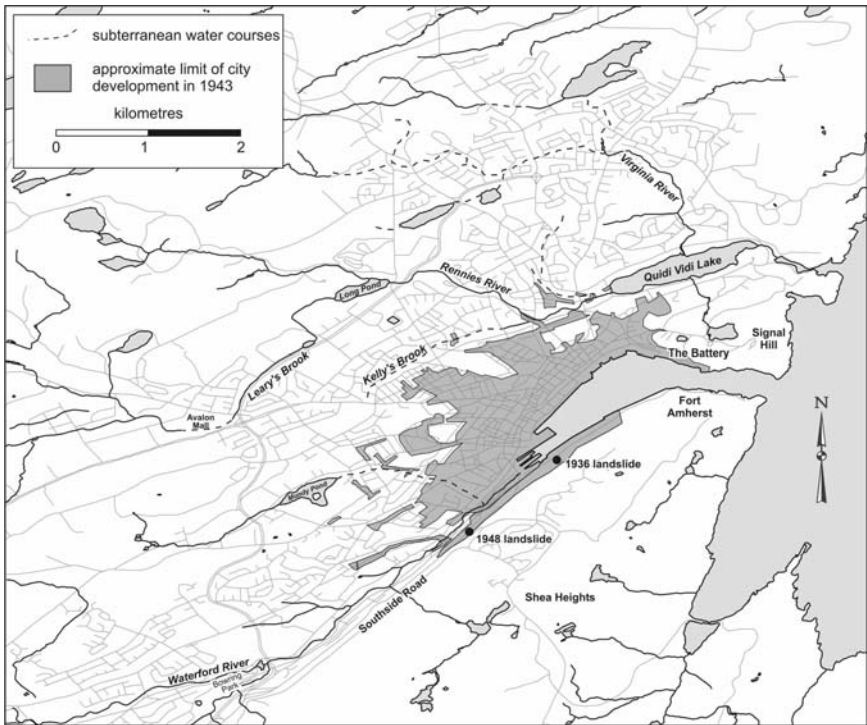 subterranean water courses
approximate limit of city
development in 1943
kilometres
0 1 2
Virginia River
Quidi Vidi Lake
Rennies River
Long Pond
Signal
Hill
The Battery
Kelly's Brook
Leary's Brook
Fort
Amherst
Avalon
Mall
N
1936 landslide
Mundy Pond
1948 landslide
Shea Heights
Southside Road
Waterford River
Bowring
Park